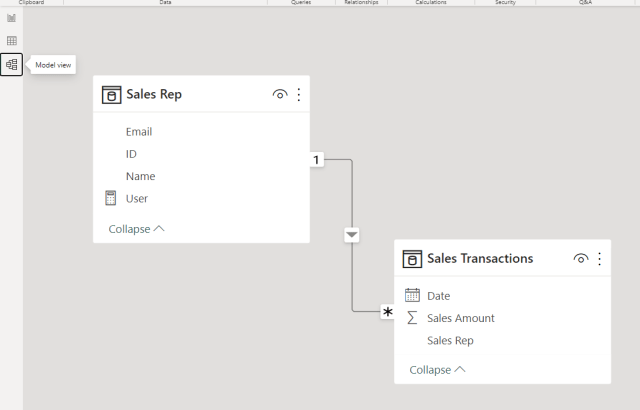 Clipboard Data Queries Relationships Calculations Security Q&A
Model view
Sales Rep
Email
ID
Name
User
Collapse
1
*
Sales Transactions
Date
Sales Amount
Sales Rep
Collapse